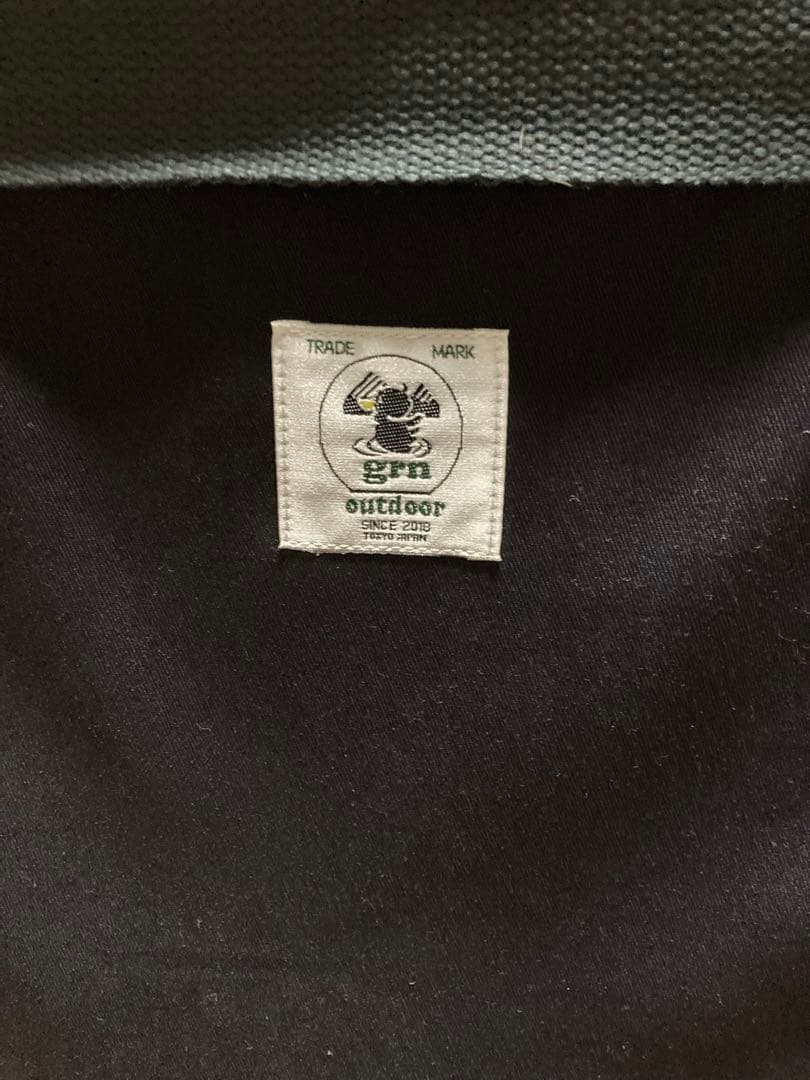 TRADE MARK
grn
outdoor
SINCE 2018
TOKYO JAPAN